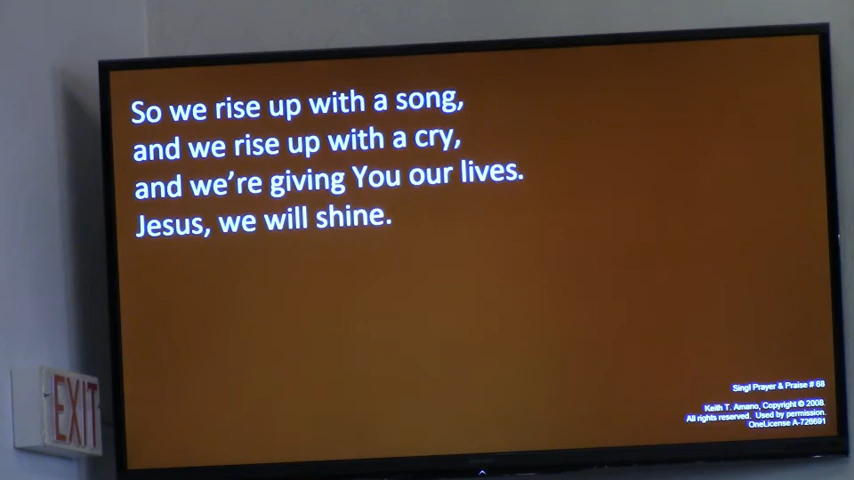 So we rise up with a song,
and we rise up with a cry,
and we're giving You our lives.
Jesus, we will shine.
Sing! Prayer & Praise # 68
Keith T. Amano, Copyright © 2008.
All rights reserved. Used by permission.
OneLicense A-726691
EXIT